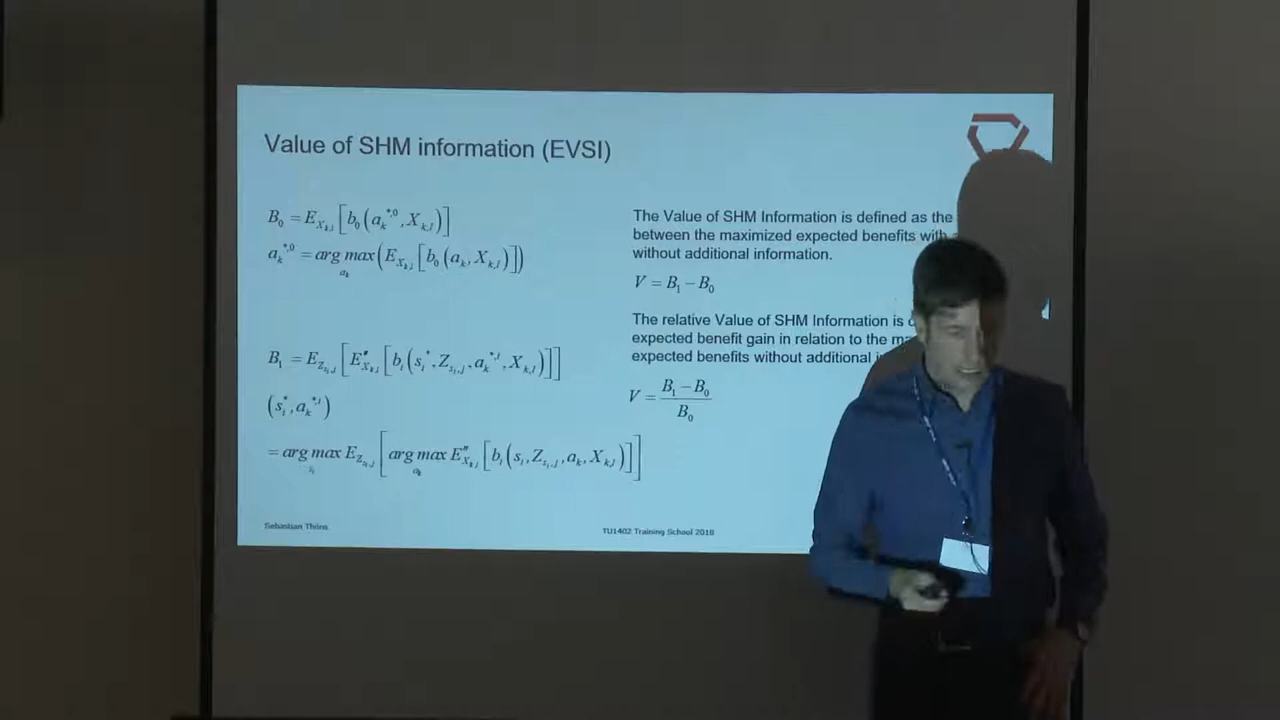 Value of SHM information (EVSI)
B₀ = E_{X_{k,l}} [b₀(a_k^{*,0}, X_{k,l})]
a_k^{*,0} = arg max_{a_k} (E_{X_{k,l}} [b₀(a_k, X_{k,l})])
B₁ = E_{Z_{s_i,j}} [E''_{X_{k,l}} [b_i(s_i^*, Z_{s_i,j}, a_k^{*,i}, X_{k,l})]]
(s_i^*, a_k^{*,i})
= arg max_{s_i} E_{Z_{s_i,j}} [arg max_{a_k} E''_{X_{k,l}} [b_i(s_i, Z_{s_i,j}, a_k, X_{k,l})]]
The Value of SHM Information is defined as the
between the maximized expected benefits with
without additional information.
V = B₁ − B₀
The relative Value of SHM Information is
expected benefit gain in relation to the
expected benefits without additional
V = (B₁ − B₀) / B₀
Sebastian Thöns
TU1402 Training School 2018